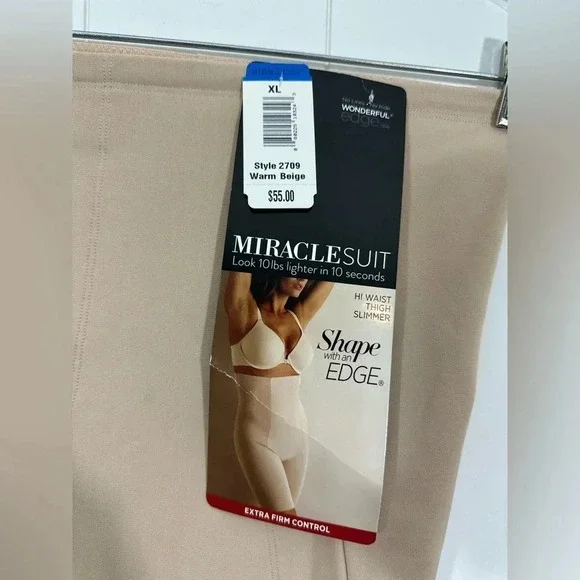 XL
Style 2709
Warm Beige
$55.00
WONDERFUL®
edge
MIRACLESUIT
Look 10lbs lighter in 10 seconds
HI WAIST
THIGH
SLIMMER
Shape
with an
EDGE®
EXTRA FIRM CONTROL